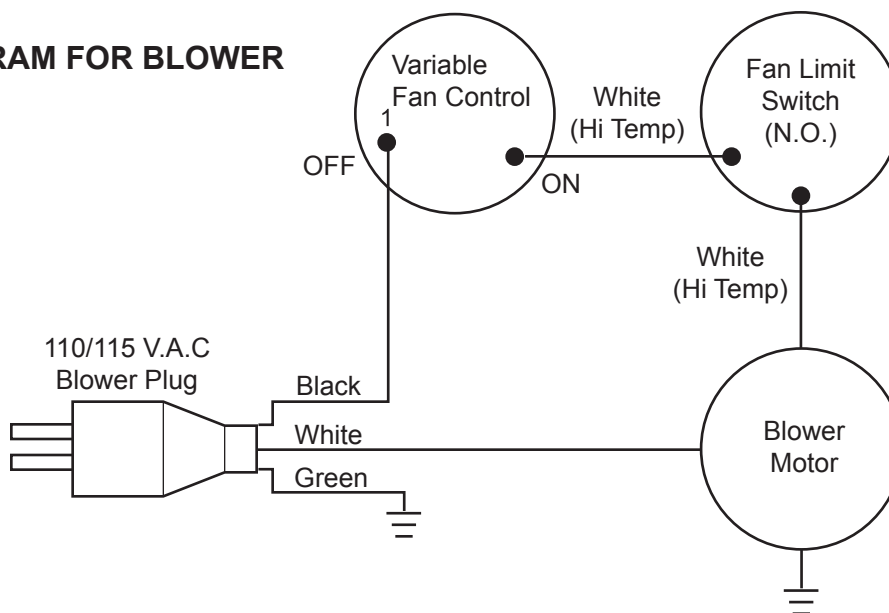 RAM FOR BLOWER
Variable
Fan Control
1
OFF
ON
White
(Hi Temp)
Fan Limit
Switch
(N.O.)
White
(Hi Temp)
110/115 V.A.C
Blower Plug
Black
White
Green
Blower
Motor